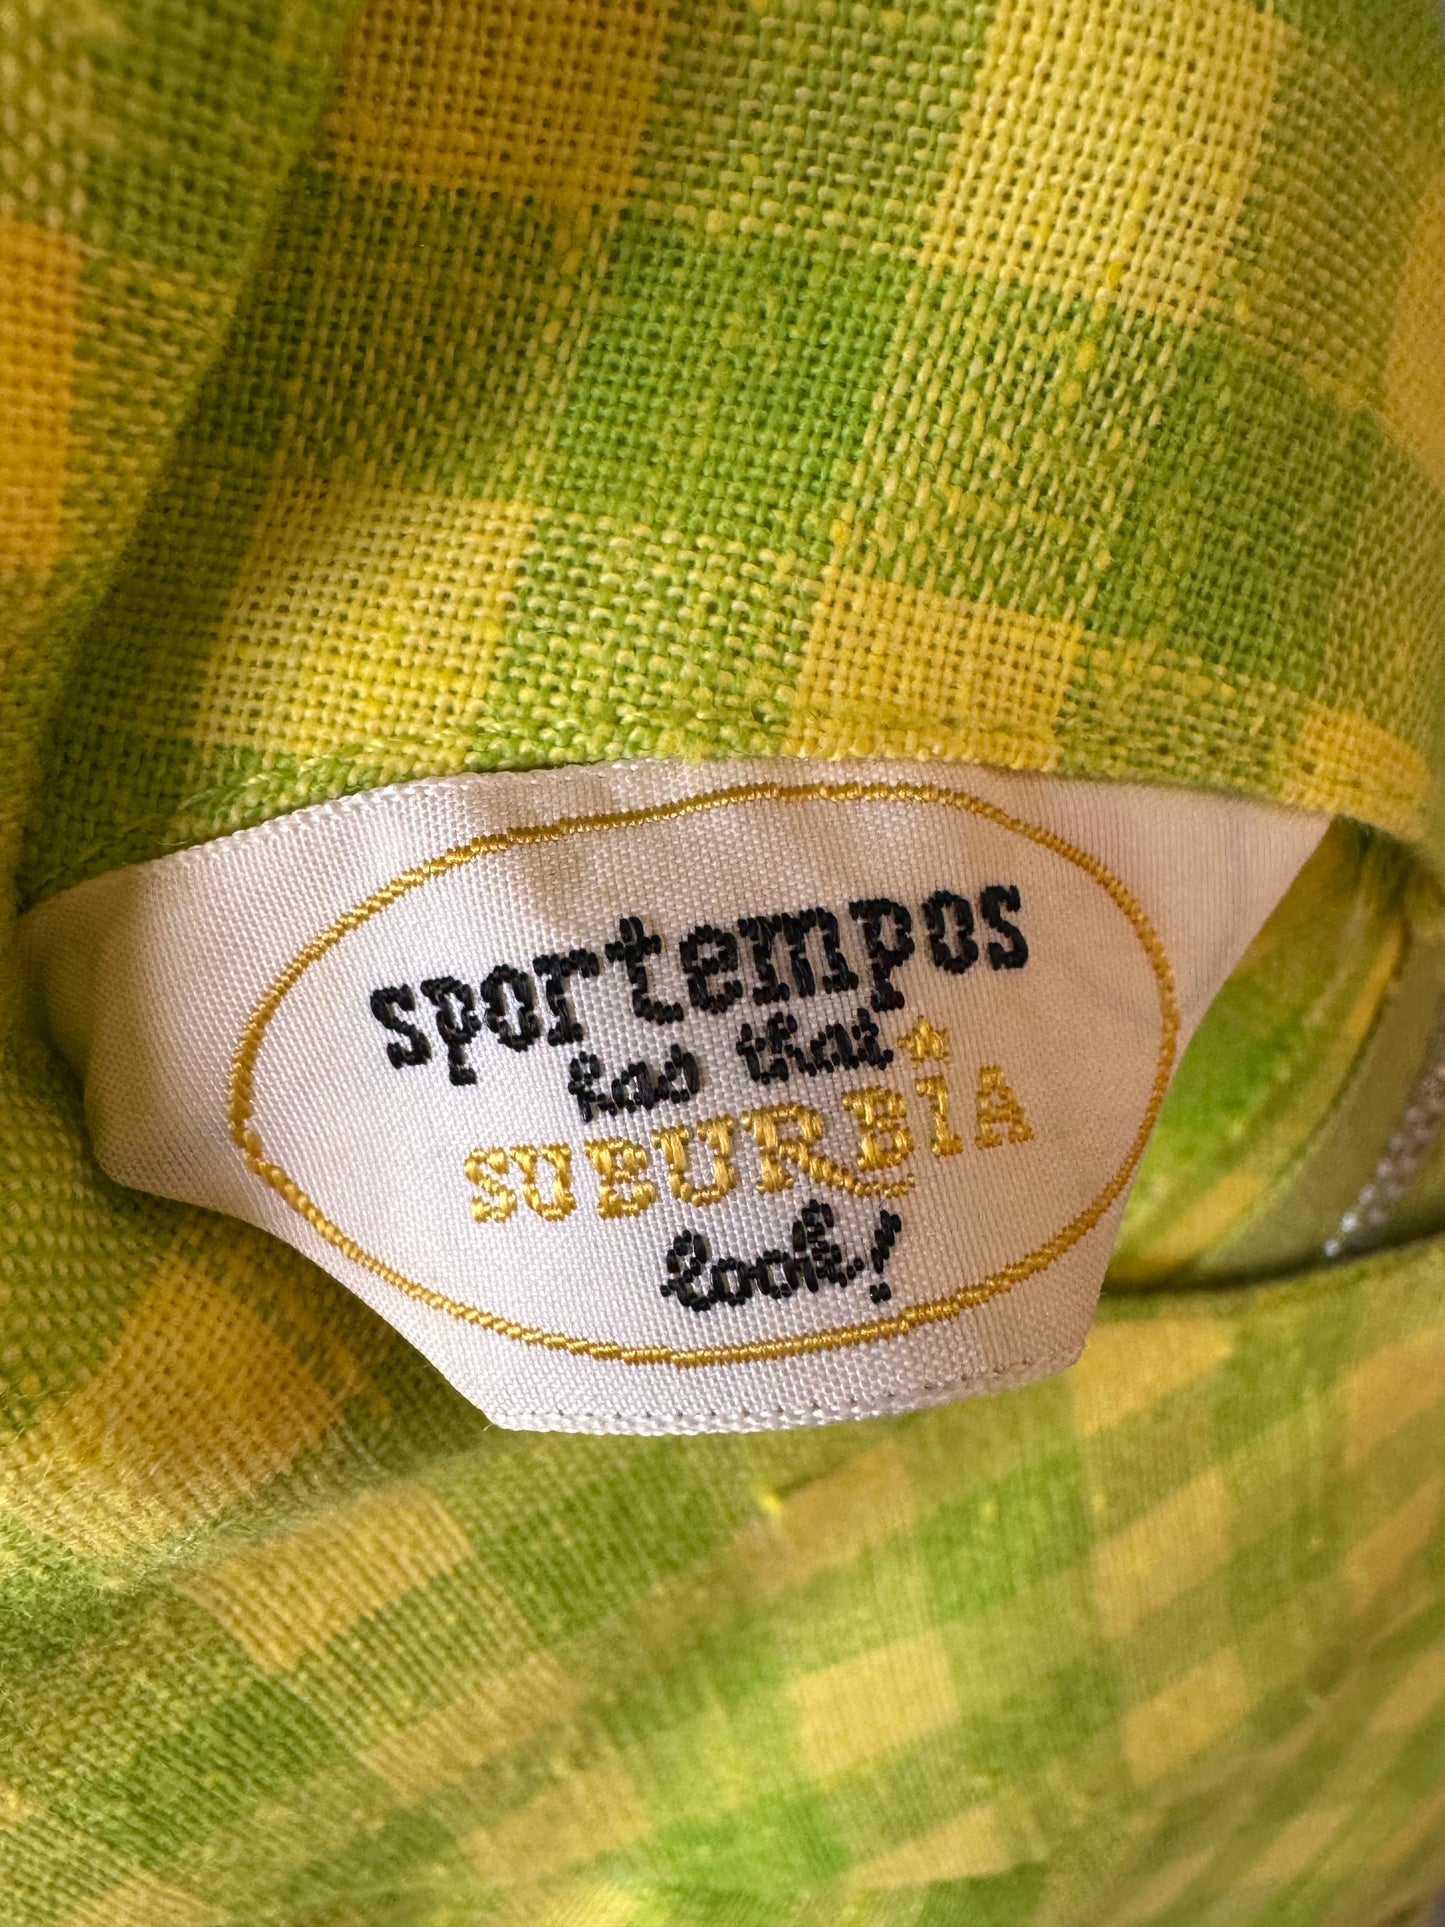 sportempos
has that
SUBURBiA
look!